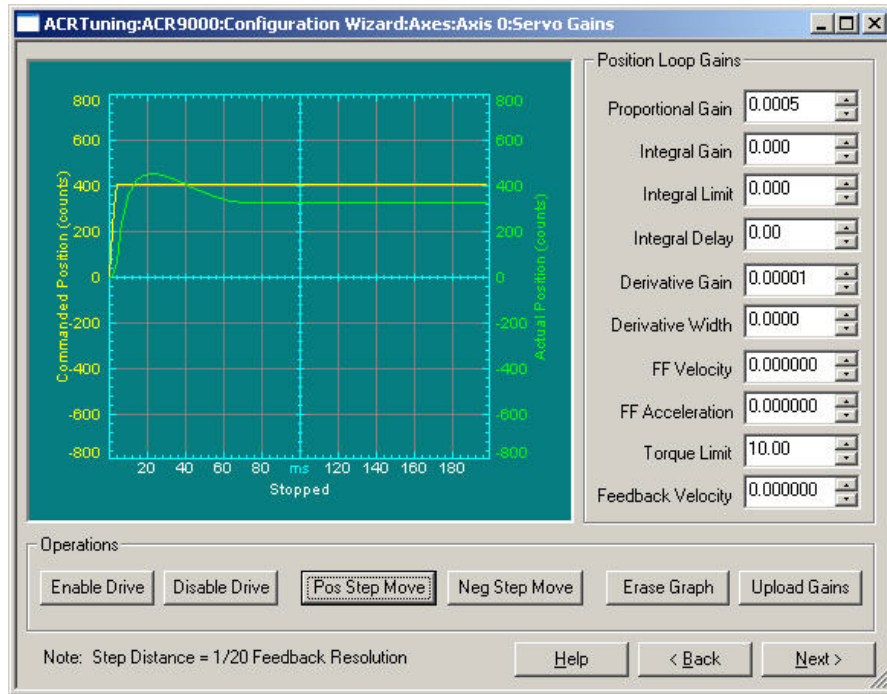 ACRTuning:ACR9000:Configuration Wizard:Axes:Axis 0:Servo Gains
Commanded Position (counts)
800
600
400
200
0
-200
-400
-600
-800
20 40 60 80 ms 120 140 160 180
Stopped
800
600
400
200
0
-200
-400
-600
-800
Actual Position (counts)
Position Loop Gains
Proportional Gain 0.0005
Integral Gain 0.000
Integral Limit 0.000
Integral Delay 0.00
Derivative Gain 0.00001
Derivative Width 0.0000
FF Velocity 0.000000
FF Acceleration 0.000000
Torque Limit 10.00
Feedback Velocity 0.000000
Operations
Enable Drive Disable Drive Pos Step Move Neg Step Move Erase Graph Upload Gains
Note: Step Distance = 1/20 Feedback Resolution
Help < Back Next >